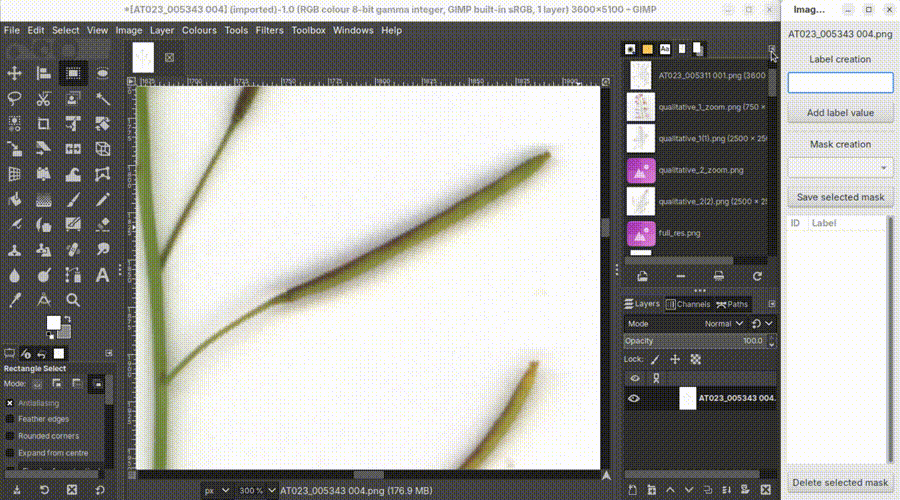 *[AT023_005343 004] (imported)-1.0 (RGB colour 8-bit gamma integer, GIMP built-in sRGB, 1 layer) 3600×5100 – GIMP
Imag...
File Edit Select View Image Layer Colours Tools Filters Toolbox Windows Help
AT023_005343 004.png
Label creation
Add label value
Mask creation
Save selected mask
ID Label
Delete selected mask
AT023_005311 001.png (3600
qualitative_1_zoom.png (750 ×
qualitative_1(1).png (2500 × 25
qualitative_2_zoom.png
qualitative_2(2).png (2500 × 25
full_res.png
Layers Channels Paths
Mode Normal
Opacity 100.0
Lock:
AT023_005343 004.
Rectangle Select
Mode:
Antialiasing
Feather edges
Rounded corners
Expand from centre
px 300 % AT023_005343 004.png (176.9 MB)